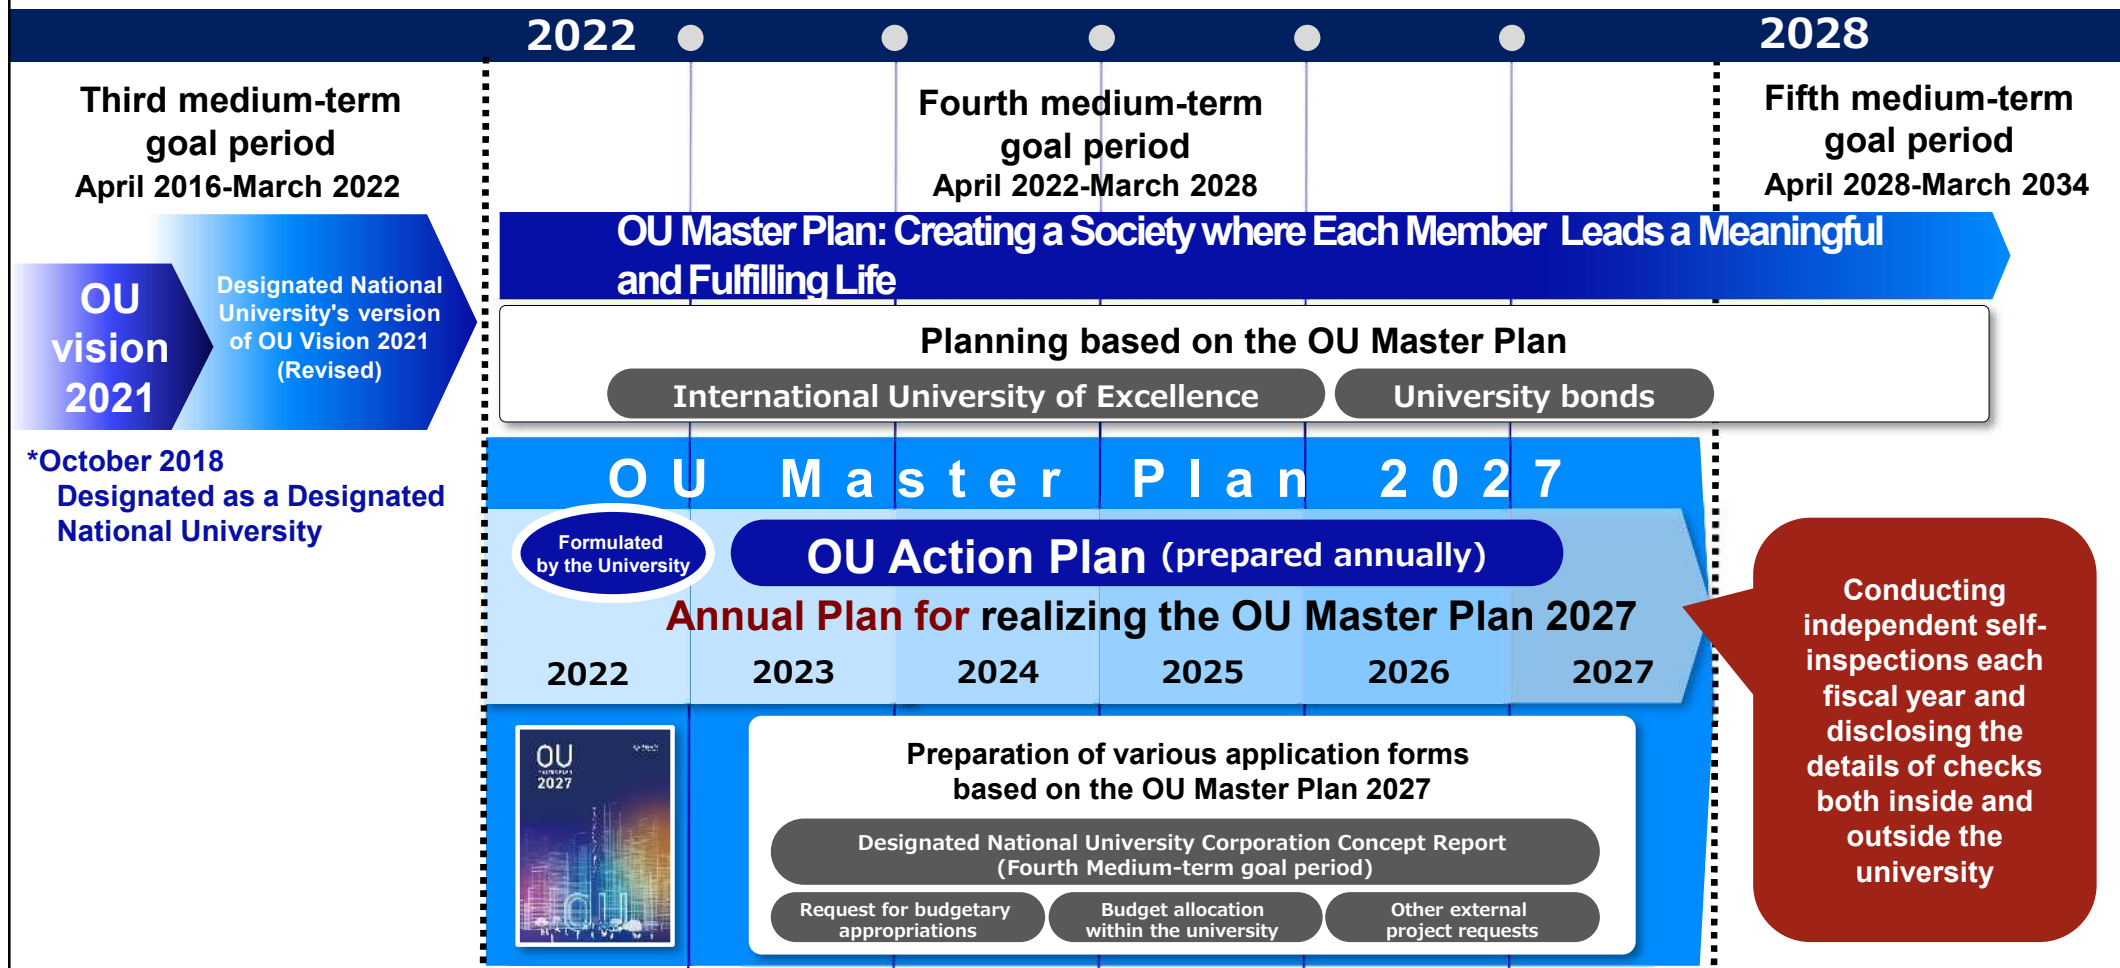 2022
2028
Third medium-term
goal period
April 2016-March 2022
Fourth medium-term
goal period
April 2022-March 2028
Fifth medium-term
goal period
April 2028-March 2034
OU
vision
2021
Designated National
University's version
of OU Vision 2021
(Revised)
*October 2018
Designated as a Designated
National University
OU Master Plan: Creating a Society where Each Member Leads a Meaningful
and Fulfilling Life
Planning based on the OU Master Plan
International University of Excellence
University bonds
OU Master Plan 2027
Formulated
by the University
OU Action Plan (prepared annually)
Annual Plan for realizing the OU Master Plan 2027
2022
2023
2024
2025
2026
2027
OU
MASTER PLAN
2027
OU
Preparation of various application forms
based on the OU Master Plan 2027
Designated National University Corporation Concept Report
(Fourth Medium-term goal period)
Request for budgetary
appropriations
Budget allocation
within the university
Other external
project requests
Conducting
independent self-
inspections each
fiscal year and
disclosing the
details of checks
both inside and
outside the
university